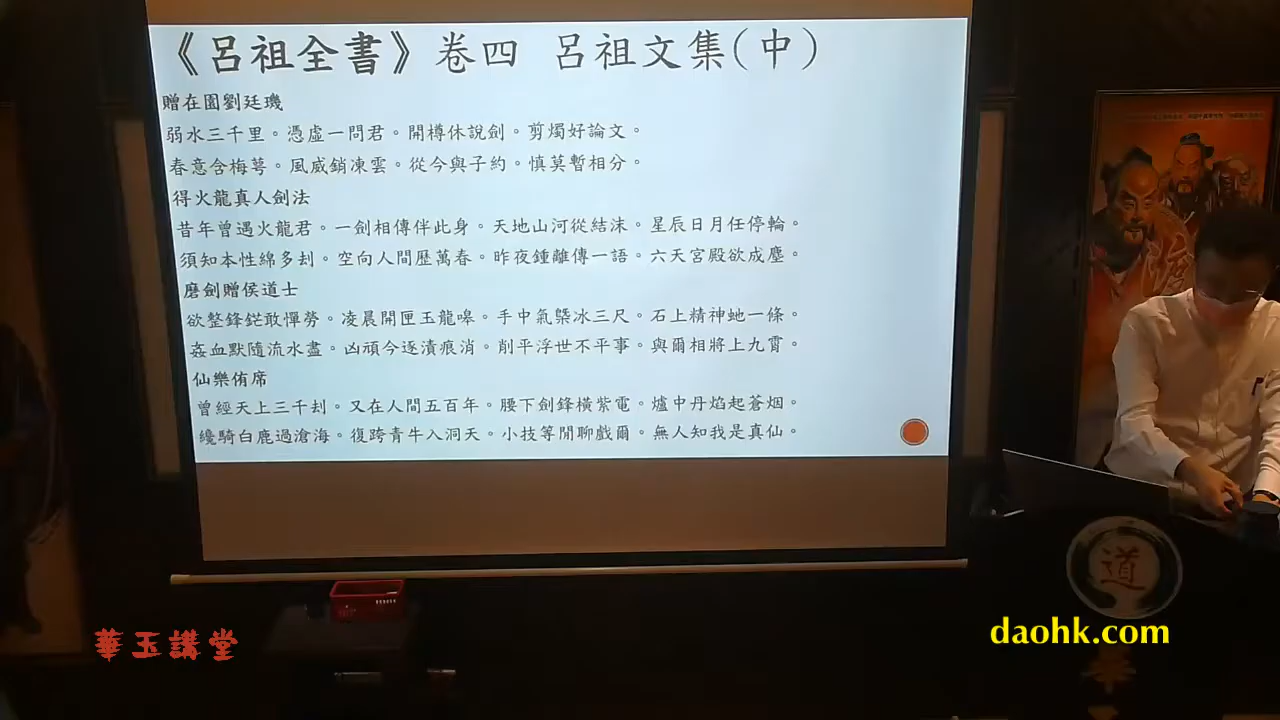 《呂祖全書》卷四 呂祖文集(中)
贈在園劉廷璣
弱水三千里。憑虛一問君。開樽休說劍。剪燭好論文。
春意含梅萼。風威銷凍雲。從今與子約。慎莫暫相分。
得火龍真人劍法
昔年曾遇火龍君。一劍相傳伴此身。天地山河從結沫。星辰日月任停輪。
須知本性綿多刦。空向人間歷萬春。昨夜鍾離傳一語。六天宮殿欲成塵。
磨劍贈侯道士
欲整鋒鋩敢憚勞。凌晨開匣玉龍嘷。手中氣槩冰三尺。石上精神虵一條。
姦血默隨流水盡。凶頑今逐漬痕消。削平浮世不平事。與爾相將上九霄。
仙樂侑席
曾經天上三千刦。又在人間五百年。腰下劍鋒橫紫電。爐中丹焰起蒼烟。
纔騎白鹿過滄海。復跨青牛入洞天。小技等閒聊戲爾。無人知我是真仙。
道
華
華玉講堂
daohk.com